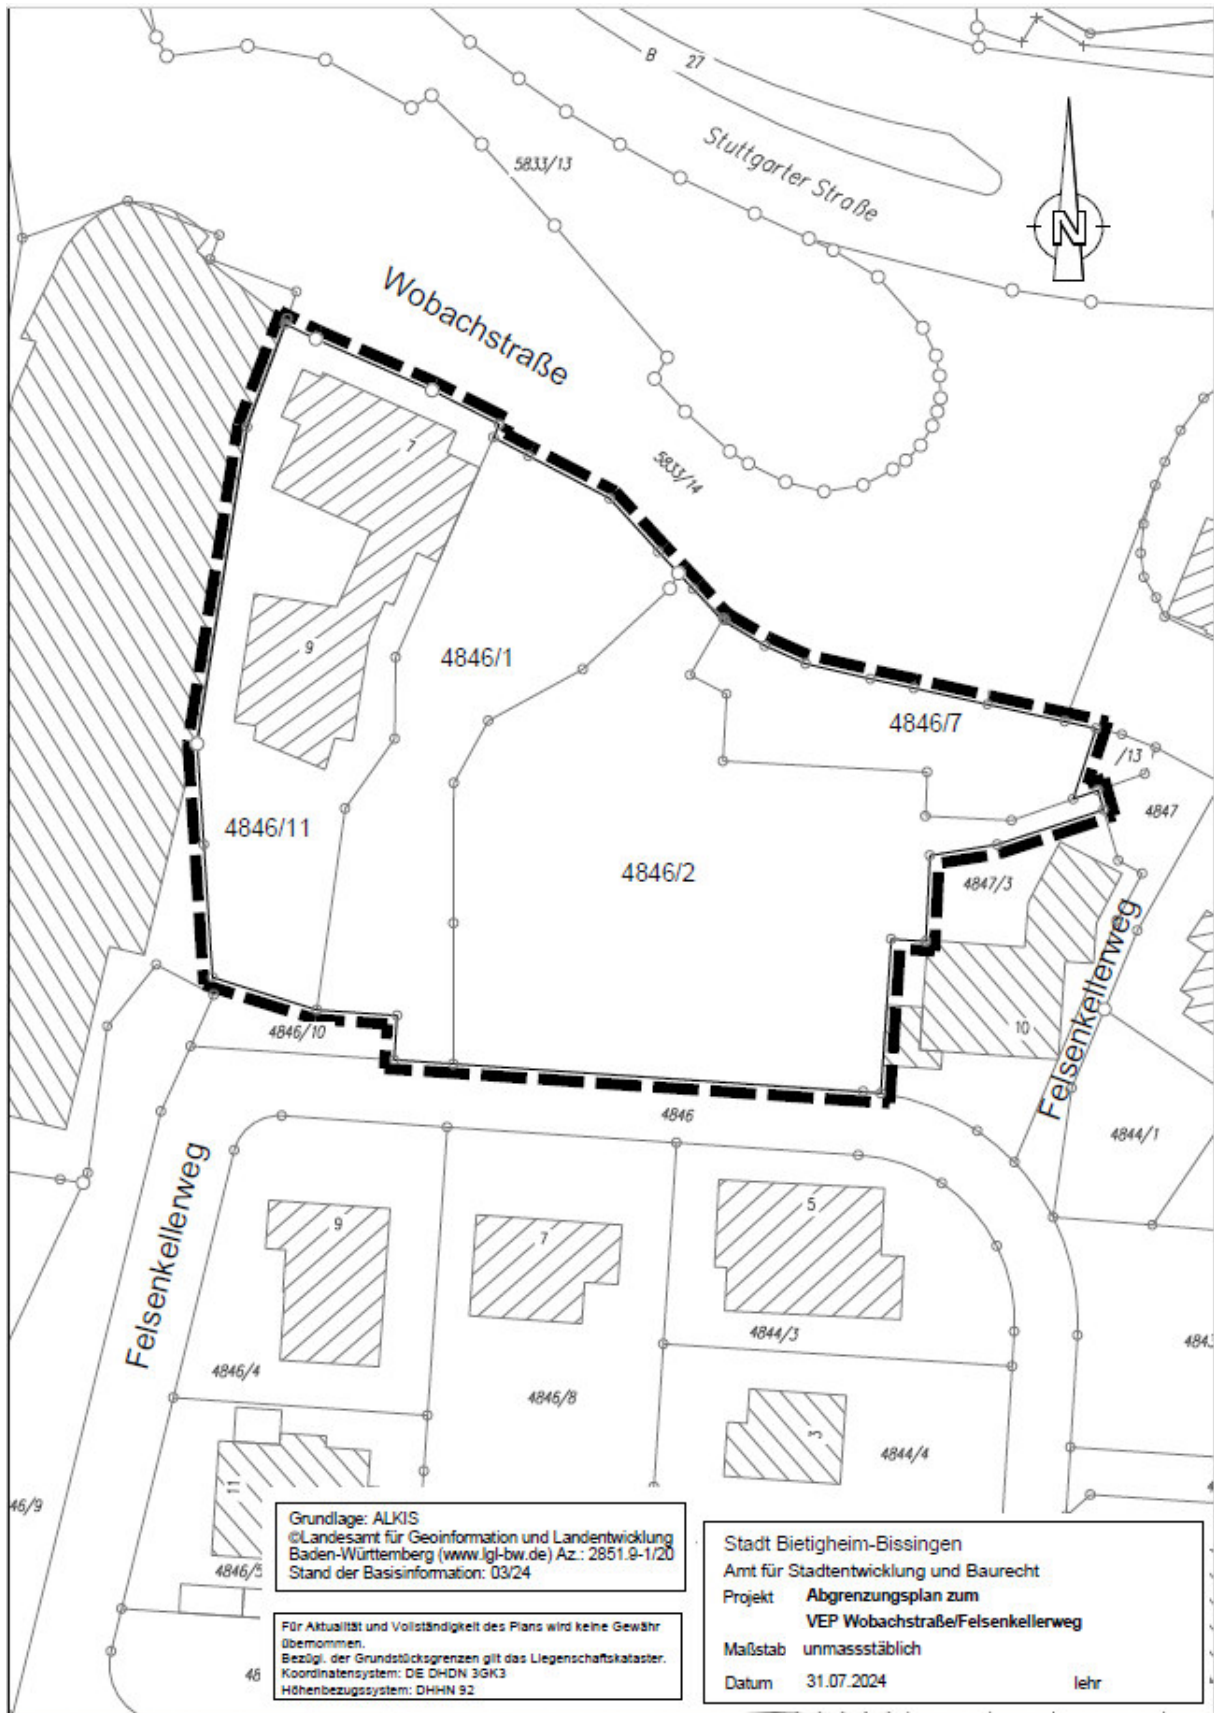 B 27
Stuttgarter Straße
5833/13
N
Wobachstraße
7
5833/14
9
4846/1
4846/7
/13
4847
4846/11
4846/2
4847/3
Felsenkellerweg
10
4846/10
4846
4844/1
Felsenkellerweg
9
7
5
4844/3
4846/4
4846/8
3
4844/4
11
46/9
4846/5
Grundlage: ALKIS
©Landesamt für Geoinformation und Landentwicklung
Baden-Württemberg (www.lgl-bw.de) Az.: 2851.9-1/20
Stand der Basisinformation: 03/24
Für Aktualität und Vollständigkeit des Plans wird keine Gewähr
übernommen.
Bezügl. der Grundstücksgrenzen gilt das Liegenschaftskataster.
Koordinatensystem: DE DHDN 3GK3
Höhenbezugssystem: DHHN 92
Stadt Bietigheim-Bissingen
Amt für Stadtentwicklung und Baurecht
Projekt Abgrenzungsplan zum
VEP Wobachstraße/Felsenkellerweg
Maßstab unmassstäblich
Datum 31.07.2024 lehr